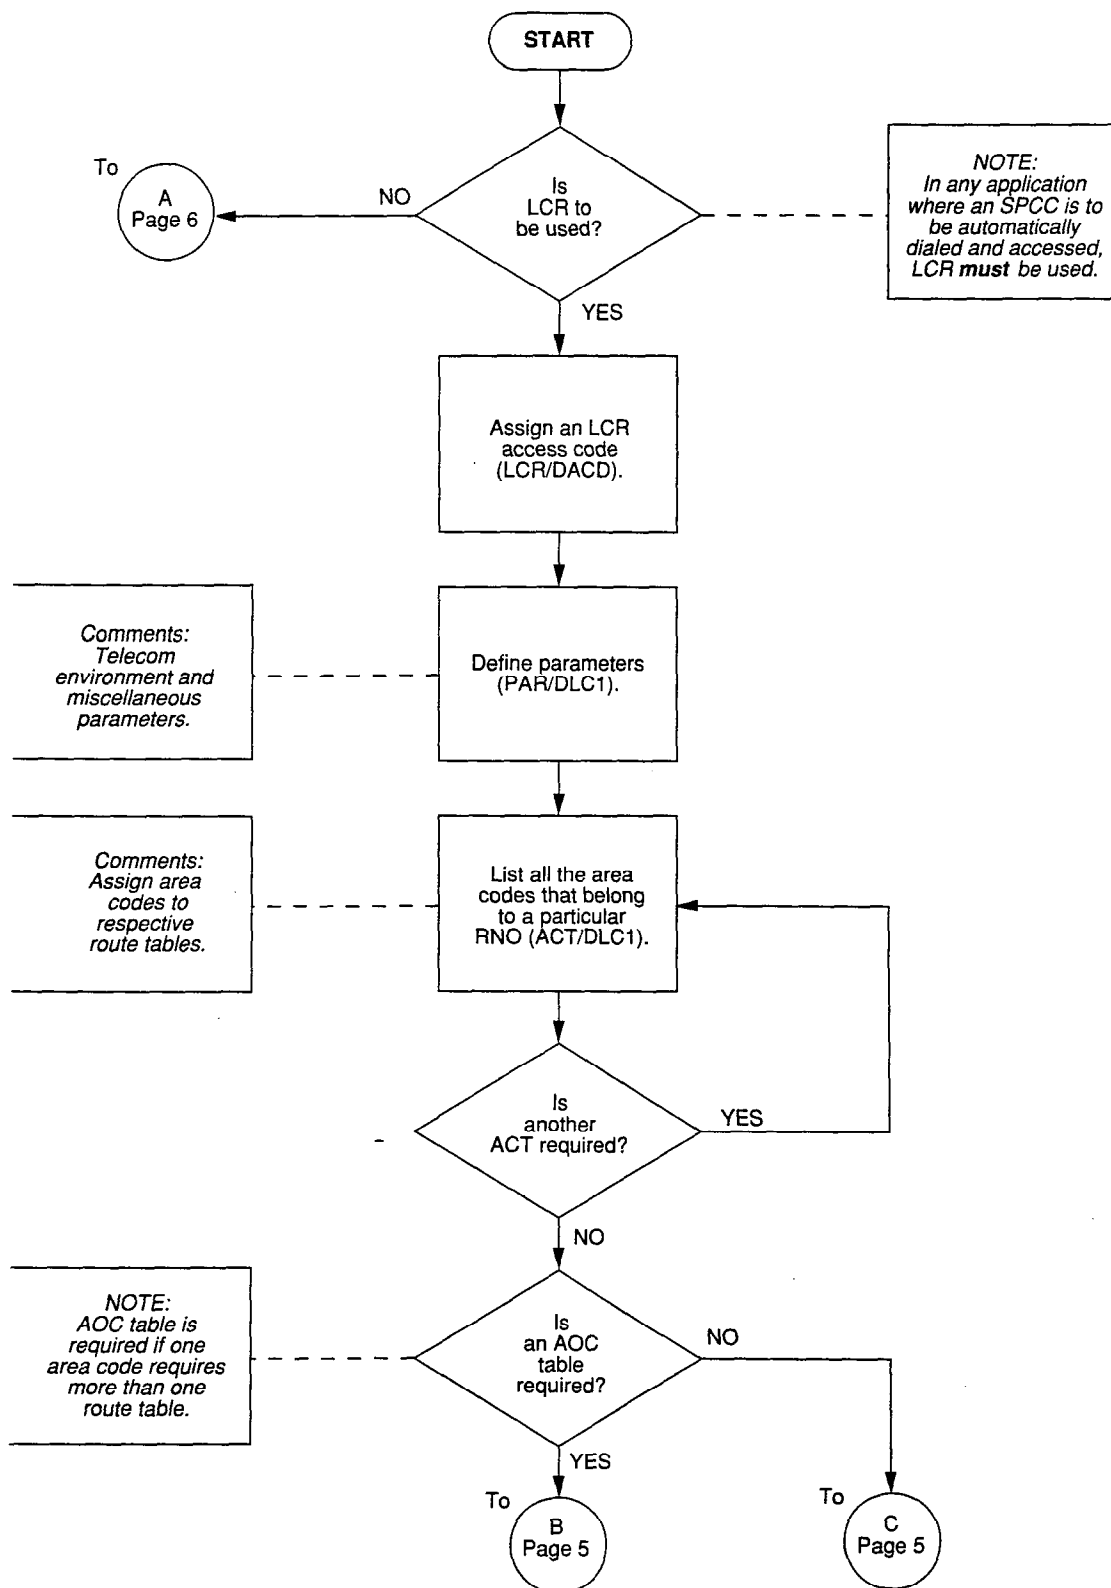 START
To
A
Page 6
NO
Is
LCR to
be used?
YES
NOTE:
In any application
where an SPCC is to
be automatically
dialed and accessed,
LCR must be used.
Assign an LCR
access code
(LCR/DACD).
Comments:
Telecom
environment and
miscellaneous
parameters.
Define parameters
(PAR/DLC1).
Comments:
Assign area
codes to
respective
route tables.
List all the area
codes that belong
to a particular
RNO (ACT/DLC1).
Is
another
ACT required?
YES
NO
NOTE:
AOC table is
required if one
area code requires
more than one
route table.
Is
an AOC
table
required?
NO
YES
To
B
Page 5
To
C
Page 5